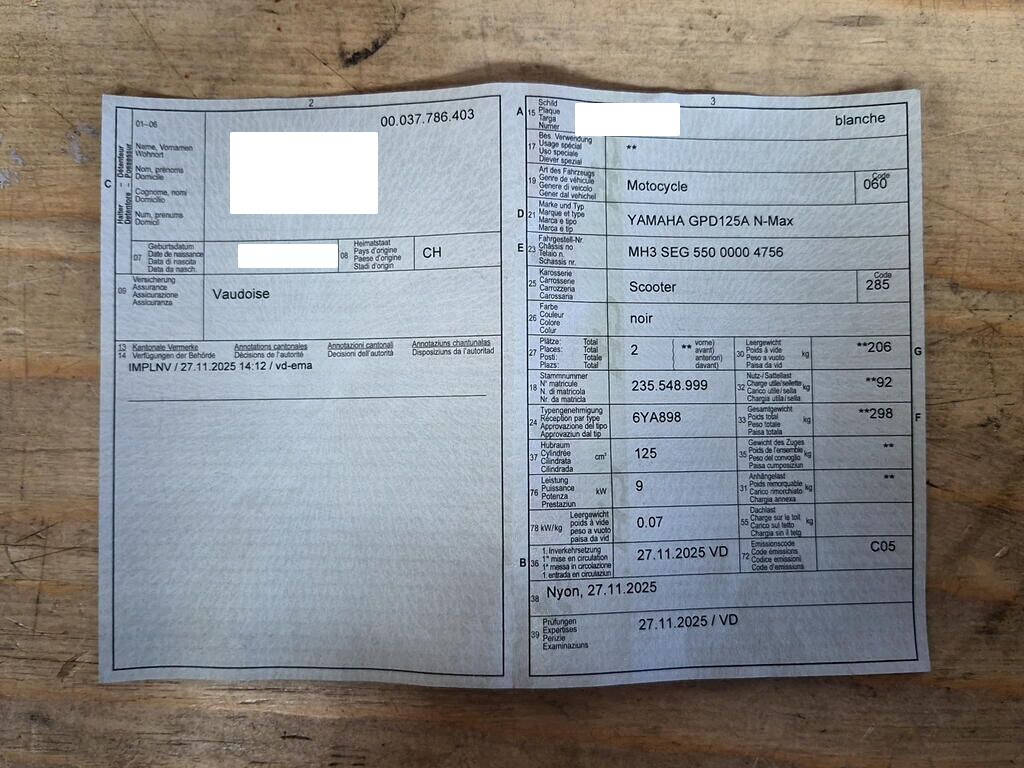 2
01–06
00.037.786.403
C
Halter – Détenteur
Detentore – Possessur
Name, Vornamen
Wohnort
Nom, prénoms
Domicile
Cognome, nomi
Domicilio
Num, prenums
Domicil
07
Geburtsdatum
Date de naissance
Data di nascita
Data da nasch.
08
Heimatstaat
Pays d'origine
Paese d'origine
Stadi d'origin
CH
09
Versicherung
Assurance
Assicurazione
Assicuranza
Vaudoise
13 Kantonale Vermerke Annotations cantonales Annotazioni cantonali Annotaziuns chantunalas
14 Verfügungen der Behörde Décisions de l'autorité Decisioni dell'autorità Disposiziuns da l'autoritad
IMPLNV / 27.11.2025 14:12 / vd-ema
3
A 15
Schild
Plaque
Targa
Numer
blanche
17
Bes. Verwendung
Usage spécial
Uso speciale
Diever spezial
**
19
Art des Fahrzeugs
Genre de véhicule
Genere di veicolo
Gener dal vehichel
Motocycle
Code
060
D 21
Marke und Typ
Marque et type
Marca e tipo
Marca e tip
YAMAHA GPD125A N-Max
E 23
Fahrgestell-Nr.
Châssis no
Telaio n.
Schassis nr.
MH3 SEG 550 0000 4756
25
Karosserie
Carrosserie
Carrozzeria
Carossaria
Scooter
Code
285
26
Farbe
Couleur
Colore
Colur
noir
27
Plätze: Total
Places: Total
Posti: Totale
Plazs: Total
2
( ** vorne)
avant)
anteriori)
davant)
30
Leergewicht
Poids à vide
Peso a vuoto
Paisa da vid
kg
**206
G
18
Stammnummer
N° matricule
N. di matricola
Nr. da matricla
235.548.999
32
Nutz-/Sattellast
Charge utile/sellette
Carico utile/sella
Chargia utila/sella
kg
**92
24
Typengenehmigung
Réception par type
Approvazione del tipo
Approvaziun dal tip
6YA898
33
Gesamtgewicht
Poids total
Peso totale
Paisa totala
kg
**298
F
37
Hubraum
Cylindrée
Cilindrata
Cilindrada
cm³
125
35
Gewicht des Zuges
Poids de l'ensemble
Peso del convoglio
Paisa cumposiziun
kg
**
76
Leistung
Puissance
Potenza
Prestaziun
kW
9
31
Anhängelast
Poids remorquable
Carico rimorchiato
Chargia annexa
kg
**
78 kW/kg
Leergewicht
poids à vide
peso a vuoto
paisa da vid
0.07
55
Dachlast
Charge sur le toit
Carico sul tetto
Chargia sin il tetg
kg
B 36
1. Inverkehrsetzung
1re mise en circulation
1a messa in circolazione
1. entrada en circulaziun
27.11.2025 VD
72
Emissionscode
Code émissions
Codice emissioni
Code d'emissiuns
C05
38
Nyon, 27.11.2025
39
Prüfungen
Expertises
Perizie
Examinaziuns
27.11.2025 / VD